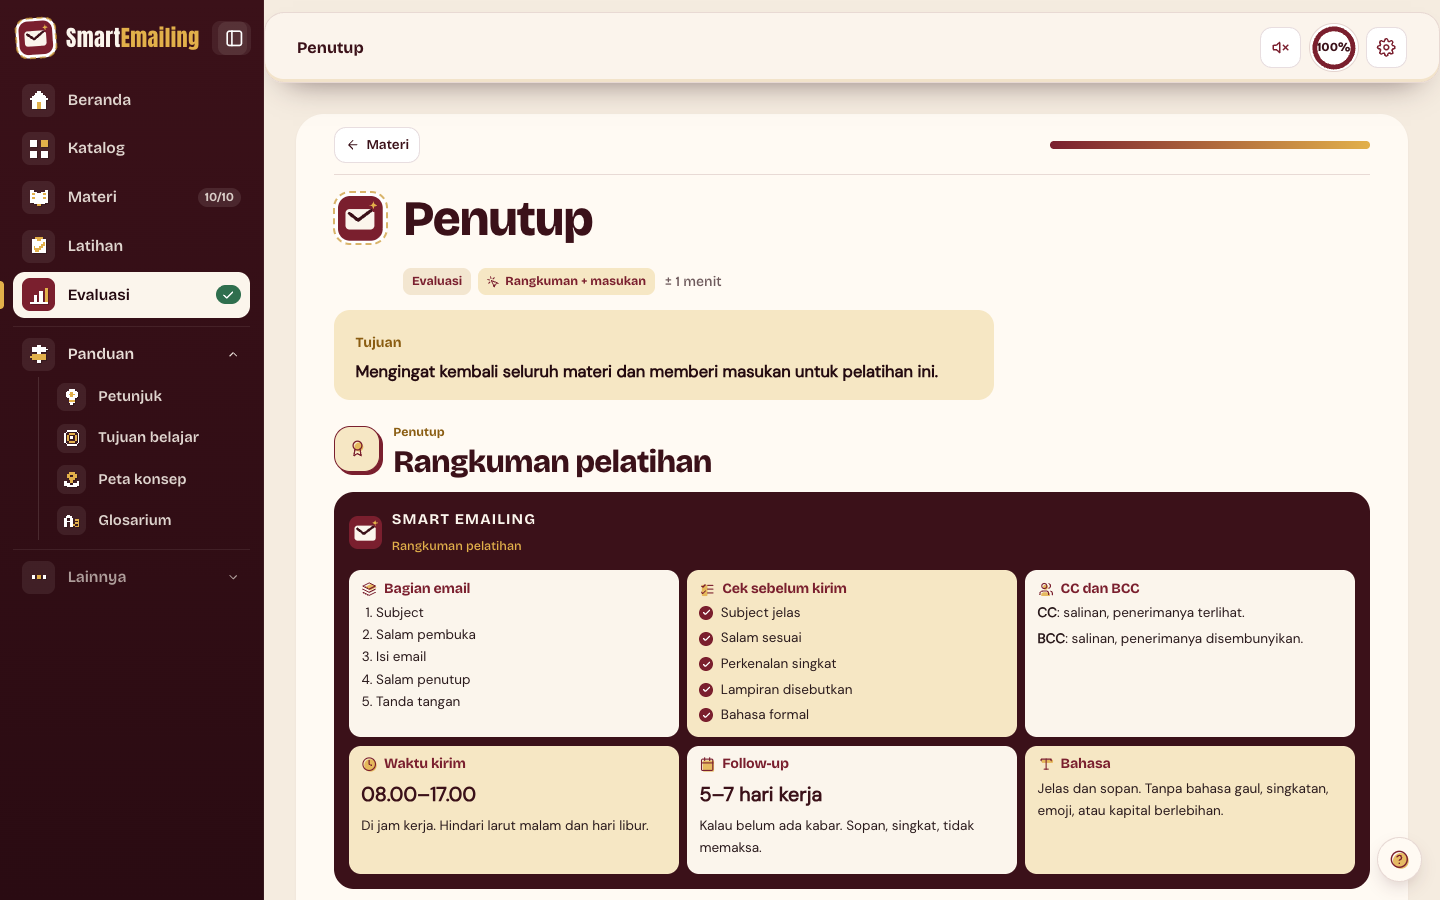 SmartEmailing
Beranda
Katalog
Materi 10/10
Latihan
Evaluasi
Panduan
Petunjuk
Tujuan belajar
Peta konsep
Glosarium
Lainnya
Penutup
100%
Materi
Penutup
Evaluasi Rangkuman + masukan ± 1 menit
Tujuan
Mengingat kembali seluruh materi dan memberi masukan untuk pelatihan ini.
Penutup
Rangkuman pelatihan
SMART EMAILING
Rangkuman pelatihan
Bagian email
1. Subject
2. Salam pembuka
3. Isi email
4. Salam penutup
5. Tanda tangan
Cek sebelum kirim
Subject jelas
Salam sesuai
Perkenalan singkat
Lampiran disebutkan
Bahasa formal
CC dan BCC
CC: salinan, penerimanya terlihat.
BCC: salinan, penerimanya disembunyikan.
Waktu kirim
08.00–17.00
Di jam kerja. Hindari larut malam dan hari libur.
Follow-up
5–7 hari kerja
Kalau belum ada kabar. Sopan, singkat, tidak
memaksa.
Bahasa
Jelas dan sopan. Tanpa bahasa gaul, singkatan,
emoji, atau kapital berlebihan.
?